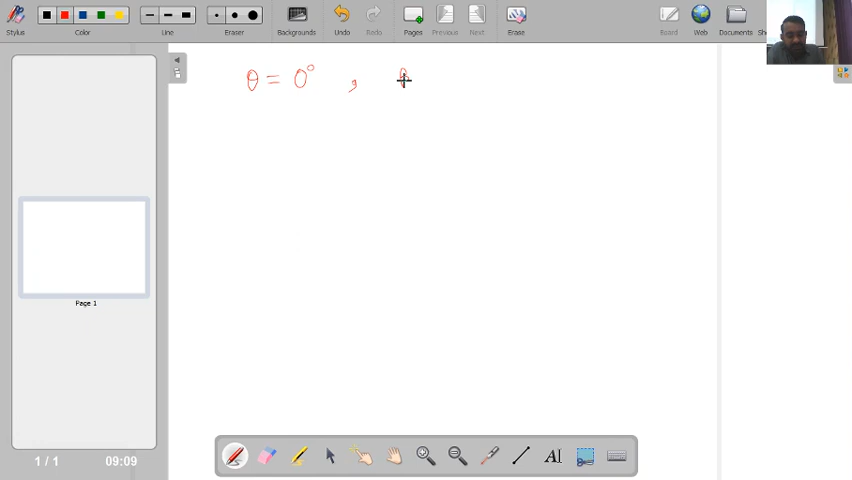 Stylus
Color
Line
Eraser
Backgrounds
Undo
Redo
Pages
Previous
Next
Erase
Board
Web
Documents
θ = 0° , θ
Page 1
1 / 1
09:09
AI